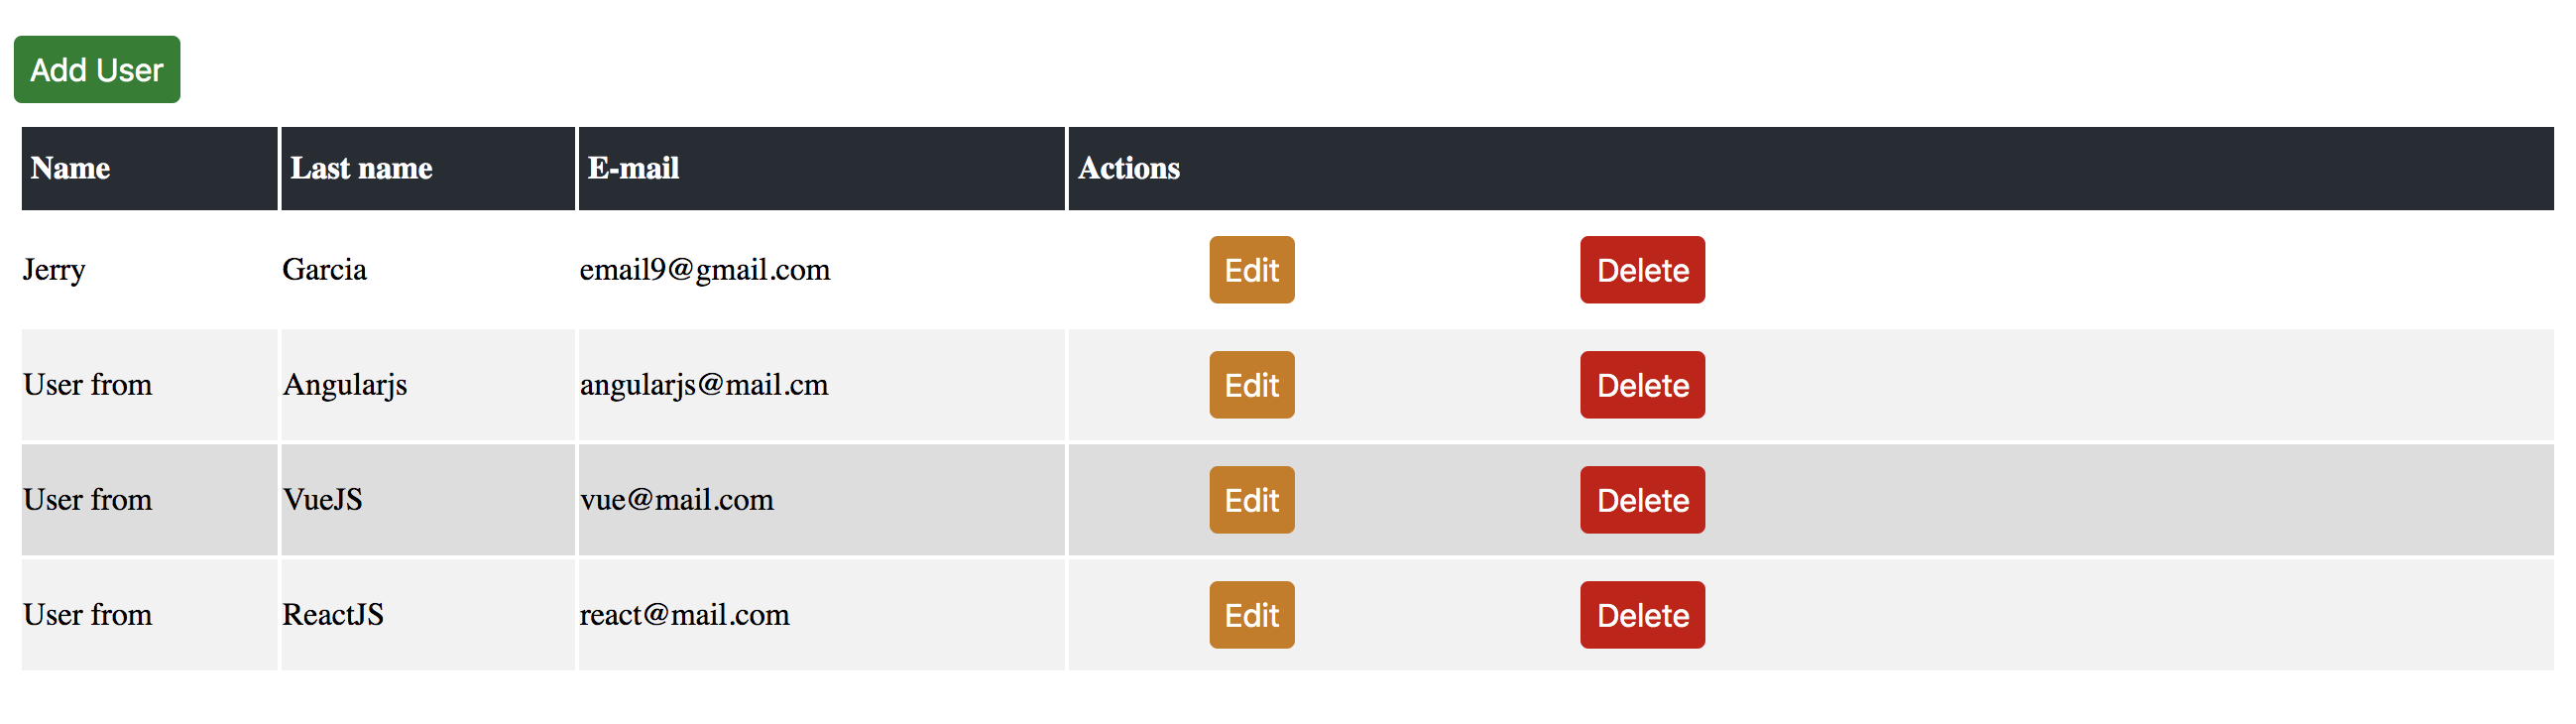 Add User
Name Last name E-mail Actions
Jerry Garcia email9@gmail.com Edit Delete
User from Angularjs angularjs@mail.cm Edit Delete
User from VueJS vue@mail.com Edit Delete
User from ReactJS react@mail.com Edit Delete